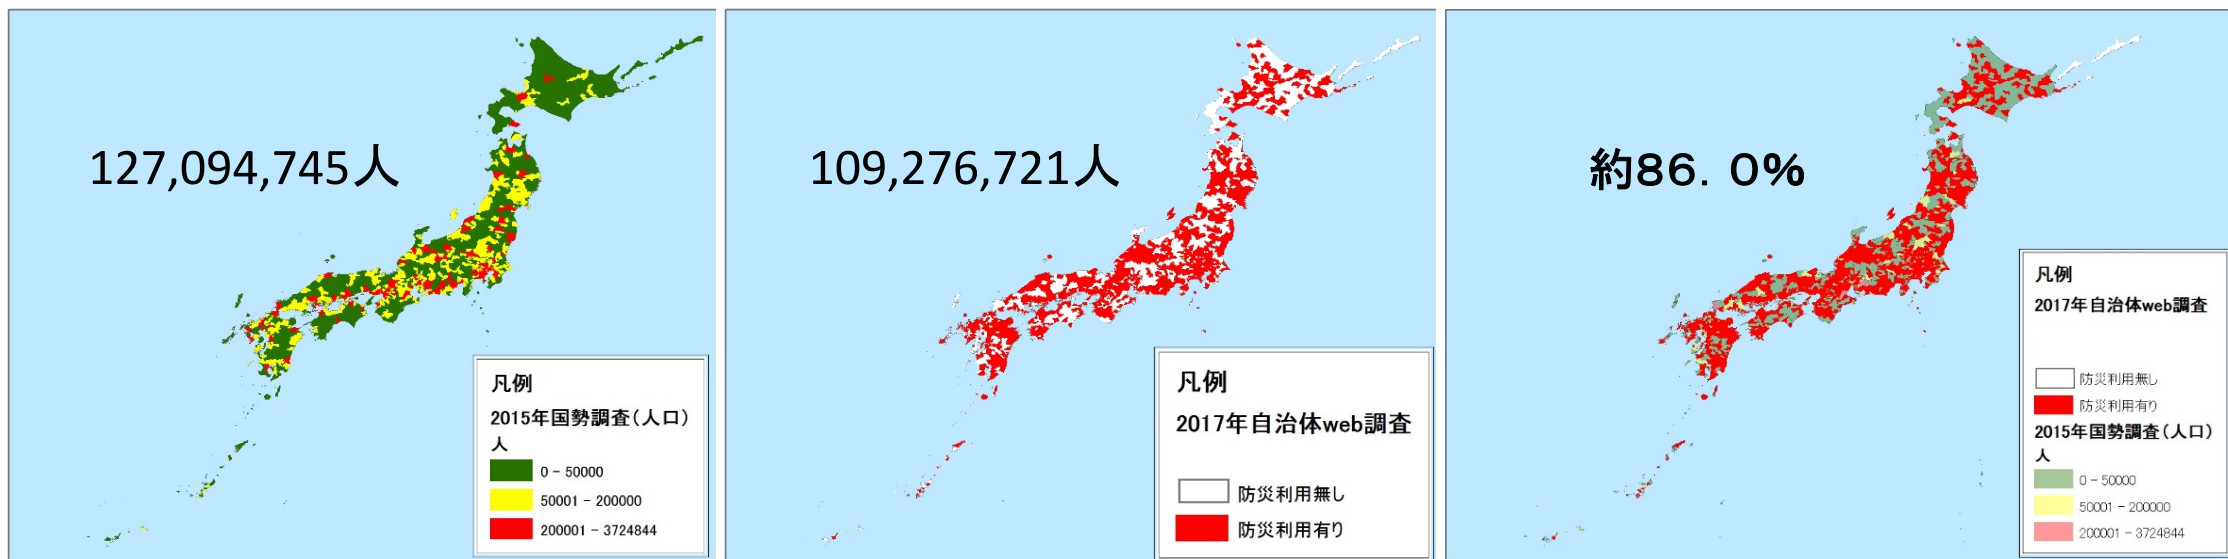 127,094,745人
凡例
2015年国勢調査(人口)
人
0 - 50000
50001 - 200000
200001 - 3724844
109,276,721人
凡例
2017年自治体web調査
防災利用無し
防災利用有り
約86．0%
凡例
2017年自治体web調査
防災利用無し
防災利用有り
2015年国勢調査(人口)
人
0 - 50000
50001 - 200000
200001 - 3724844